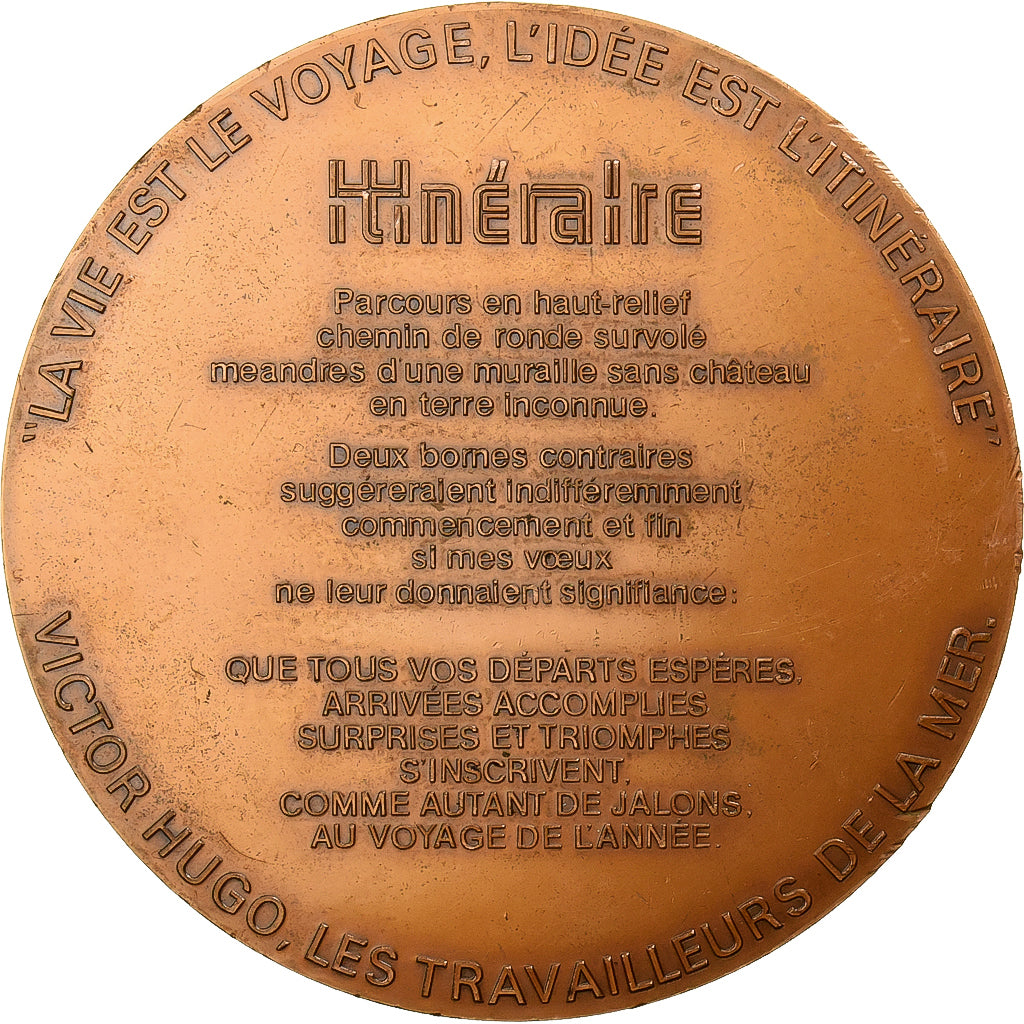 "LA VIE EST LE VOYAGE, L'IDÉE EST L'ITINÉRAIRE"
Itinéraire
Parcours en haut-relief
chemin de ronde survolé
meandres d'une muraille sans château
en terre inconnue.
Deux bornes contraires
suggéreraient indifféremment
commencement et fin
si mes vœux
ne leur donnaient signifiance:
QUE TOUS VOS DÉPARTS ESPÉRES,
ARRIVÉES ACCOMPLIES
SURPRISES ET TRIOMPHES
S'INSCRIVENT,
COMME AUTANT DE JALONS,
AU VOYAGE DE L'ANNÉE.
VICTOR HUGO, LES TRAVAILLEURS DE LA MER.